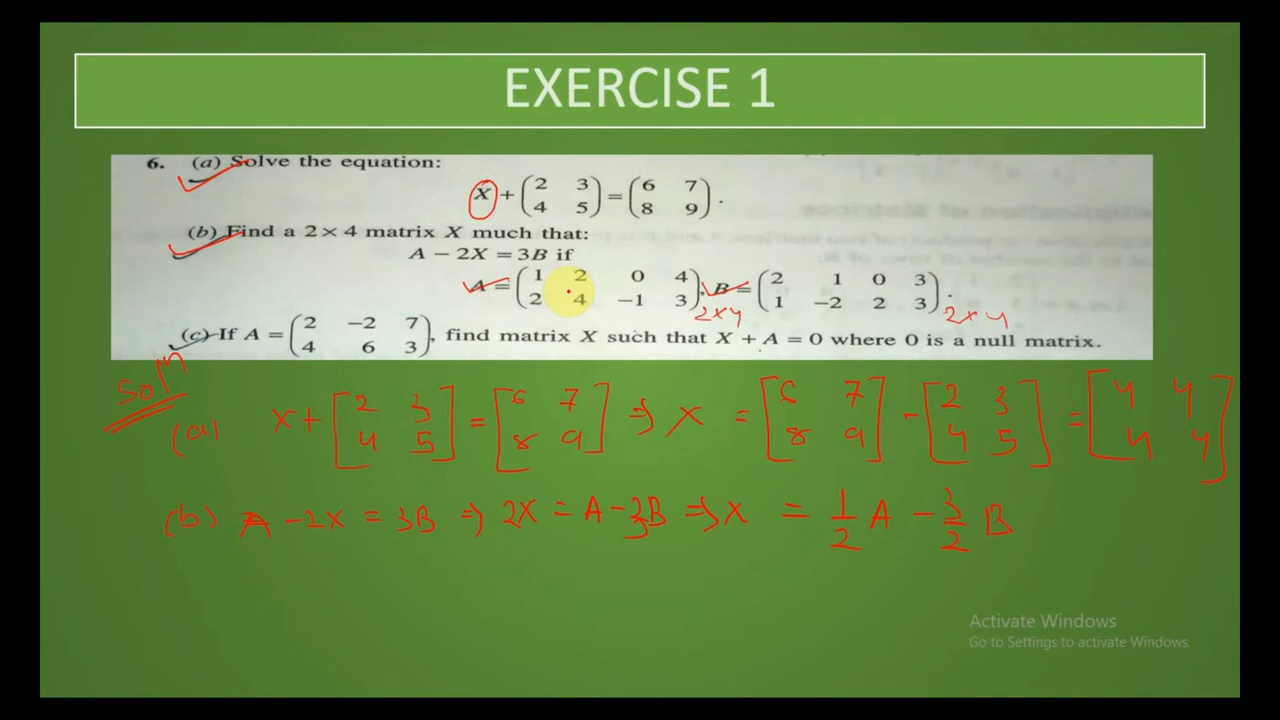 EXERCISE 1
6. (a) Solve the equation:
X + (2 3 = (6 7 .
4 5) 8 9)
(b) Find a 2 × 4 matrix X much that:
A − 2X = 3B if
A = (1 2 0 4 , B = (2 1 0 3 .
2 4 −1 3) 1 −2 2 3)
2x4 2x4
(c) If A = (2 −2 7 , find matrix X such that X + A = 0 where 0 is a null matrix.
4 6 3)
Soln
(a) X + [2 3 = [6 7 ⇒ X = [6 7 − [2 3 = [4 4
4 5] 8 9] 8 9] 4 5] 4 4]
(b) A − 2X = 3B ⇒ 2X = A − 3B ⇒ X = 1/2 A − 3/2 B
Activate Windows
Go to Settings to activate Windows.